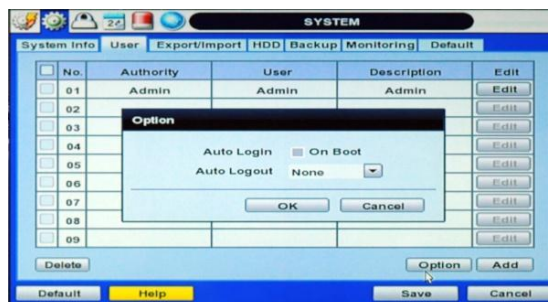 24
SYSTEM
System Info User Export/Import HDD Backup Monitoring Default
No. Authority User Description Edit
01 Admin Admin Admin Edit
02 Edit
03 Edit
04 Edit
05 Edit
06 Edit
07 Edit
08 Edit
09 Edit
Option
Auto Login On Boot
Auto Logout None
OK Cancel
Delete Option Add
Default Help Save Cancel